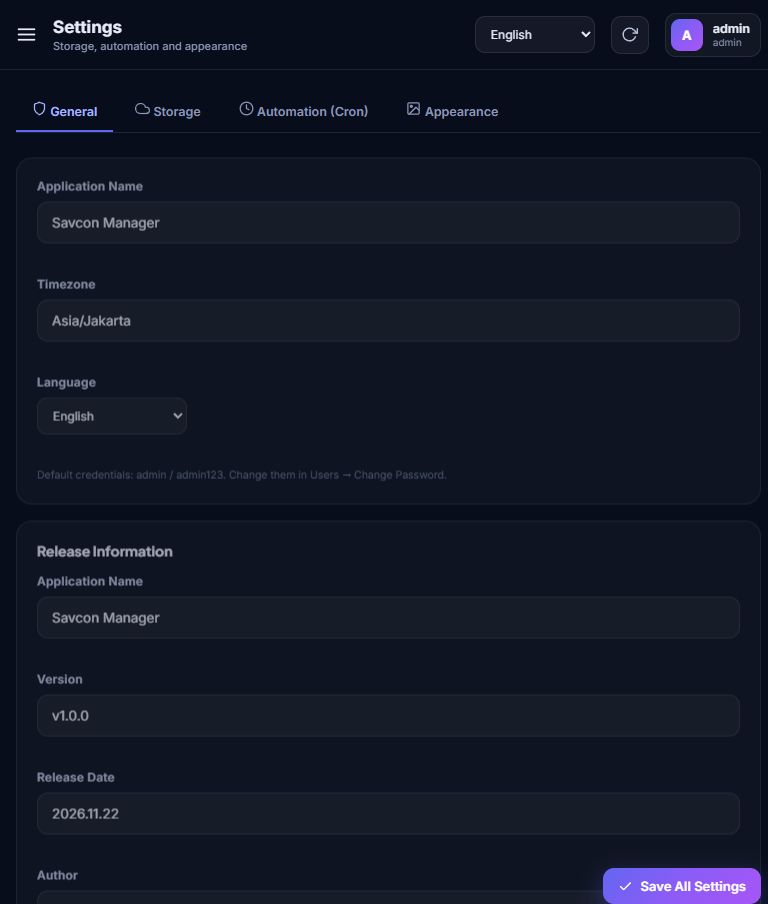 Settings
Storage, automation and appearance
English
A
admin
admin
General
Storage
Automation (Cron)
Appearance
Application Name
Savcon Manager
Timezone
Asia/Jakarta
Language
English
Default credentials: admin / admin123. Change them in Users → Change Password.
Release Information
Application Name
Savcon Manager
Version
v1.0.0
Release Date
2026.11.22
Author
Save All Settings